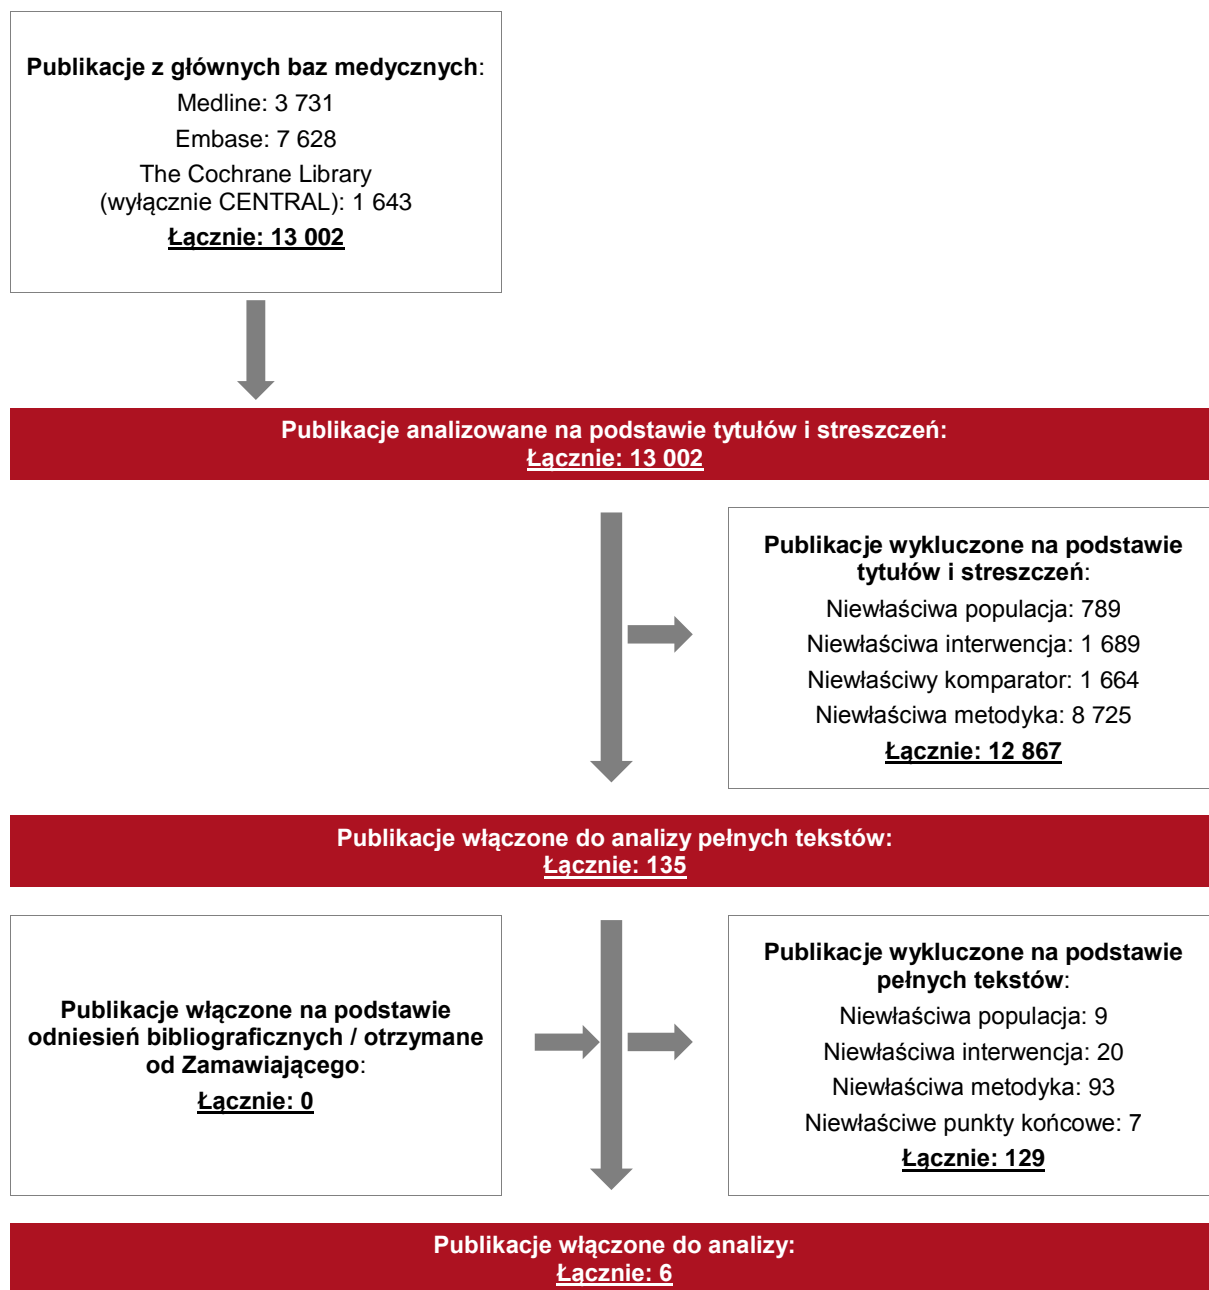 Publikacje z głównych baz medycznych:
Medline: 3 731
Embase: 7 628
The Cochrane Library
(wyłącznie CENTRAL): 1 643
Łącznie: 13 002
Publikacje analizowane na podstawie tytułów i streszczeń:
Łącznie: 13 002
Publikacje wykluczone na podstawie
tytułów i streszczeń:
Niewłaściwa populacja: 789
Niewłaściwa interwencja: 1 689
Niewłaściwy komparator: 1 664
Niewłaściwa metodyka: 8 725
Łącznie: 12 867
Publikacje włączone do analizy pełnych tekstów:
Łącznie: 135
Publikacje włączone na podstawie
odniesień bibliograficznych / otrzymane
od Zamawiającego:
Łącznie: 0
Publikacje wykluczone na podstawie
pełnych tekstów:
Niewłaściwa populacja: 9
Niewłaściwa interwencja: 20
Niewłaściwa metodyka: 93
Niewłaściwe punkty końcowe: 7
Łącznie: 129
Publikacje włączone do analizy:
Łącznie: 6